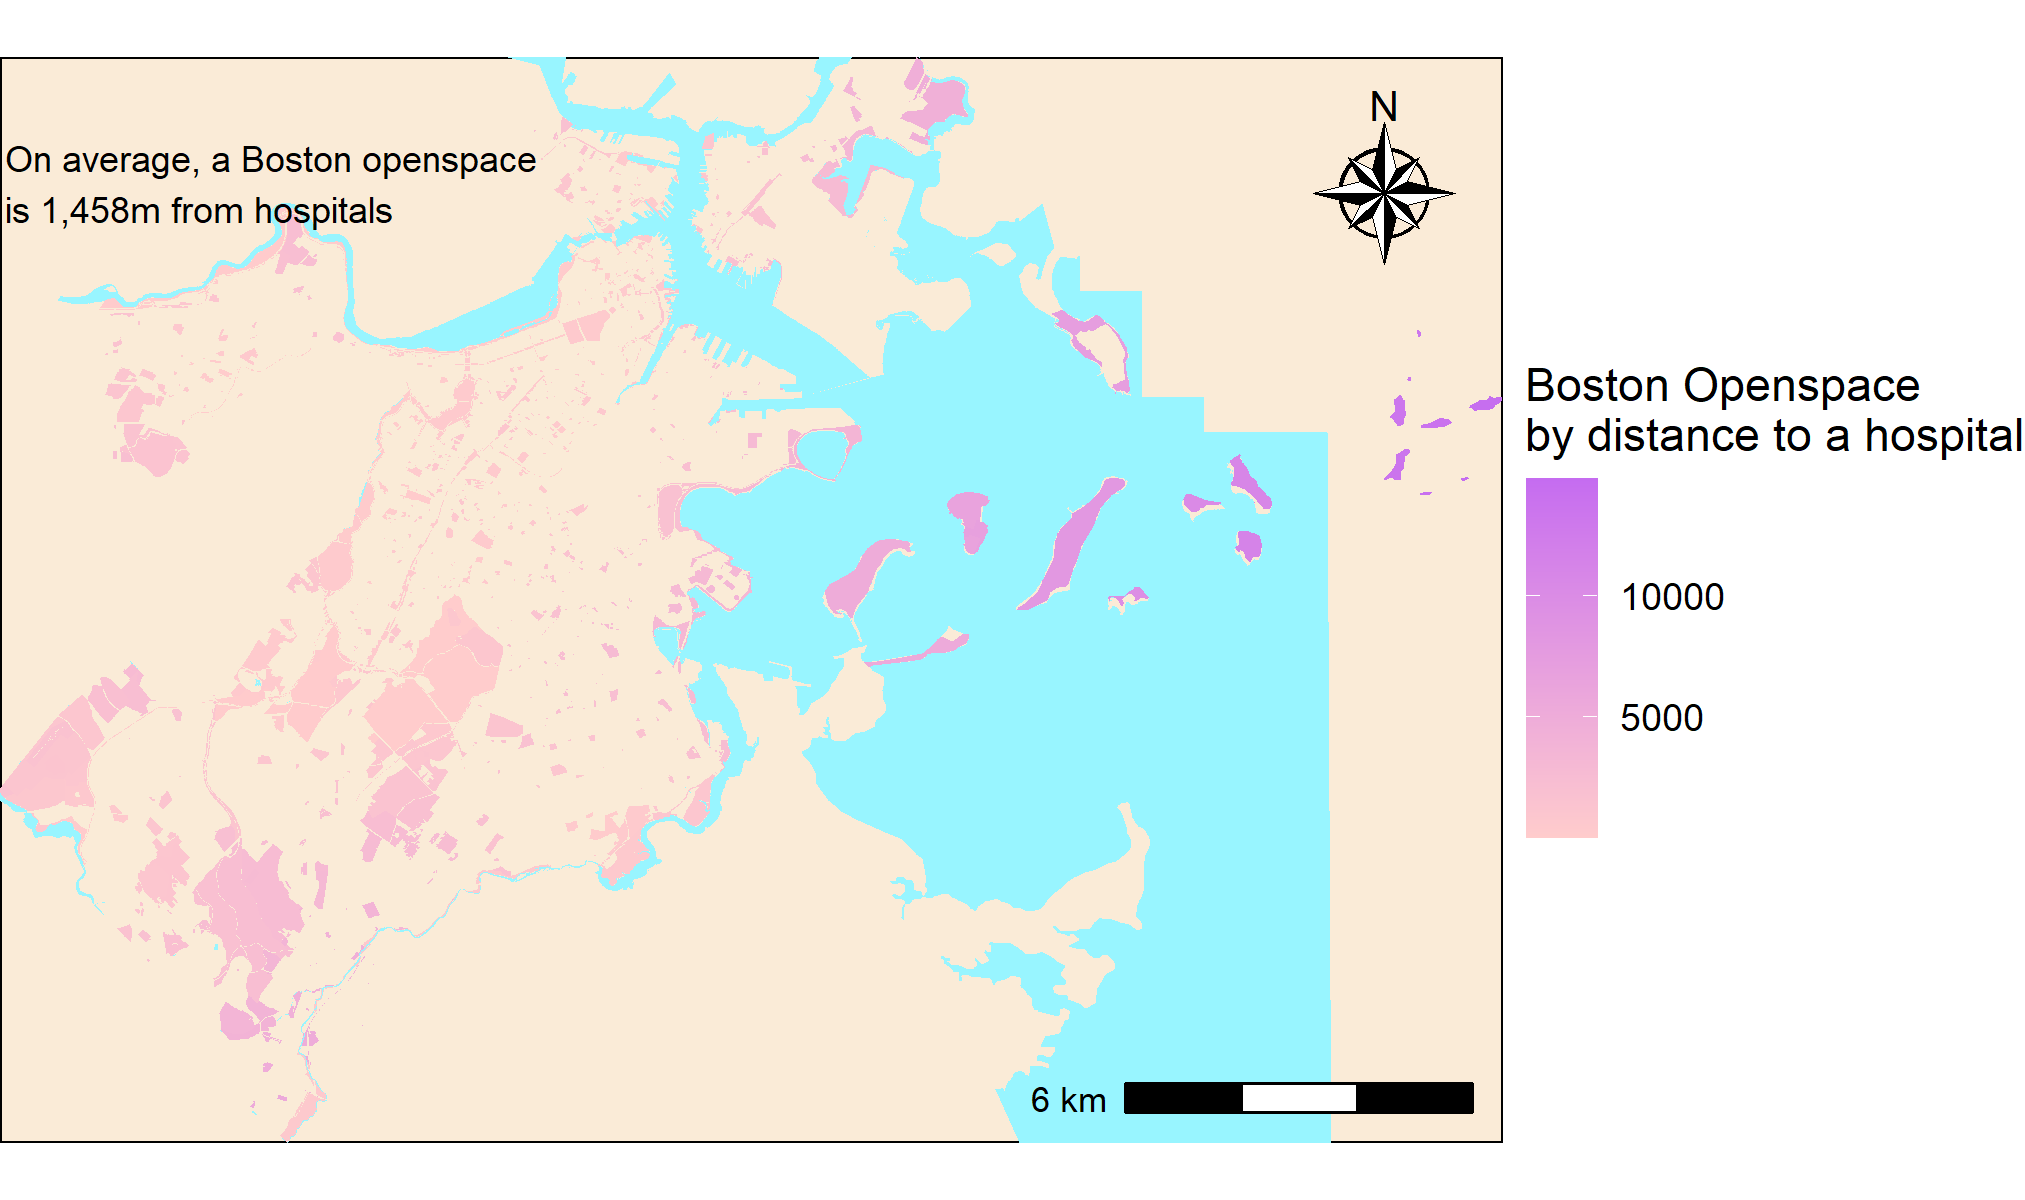 On average, a Boston openspace
is 1,458m from hospitals
N
Boston Openspace
by distance to a hospital
10000
5000
6 km